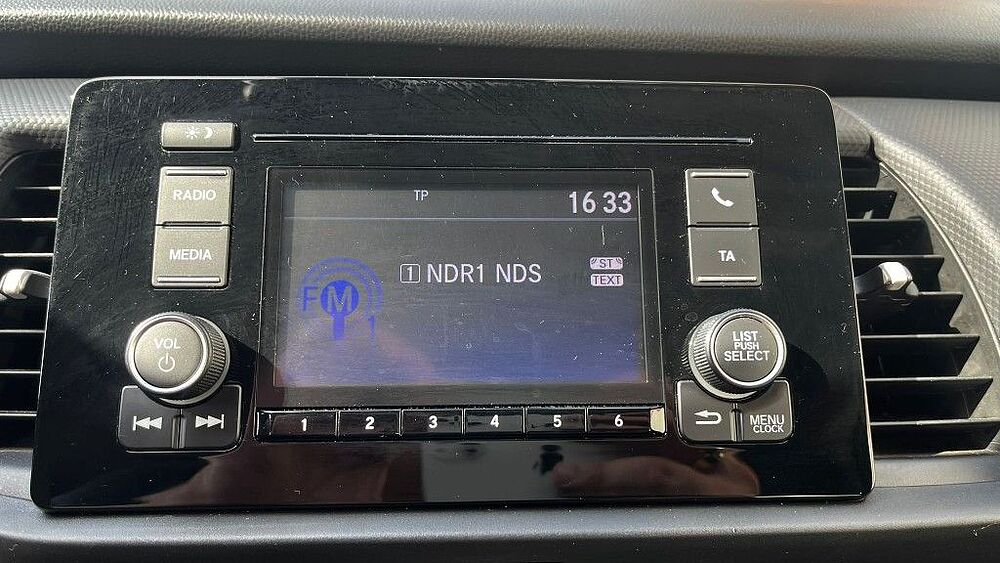 RADIO
MEDIA
VOL
TP
16 33
1 NDR1 NDS
ST
TEXT
FM
1
1 2 3 4 5 6
TA
LIST
PUSH
SELECT
MENU
CLOCK